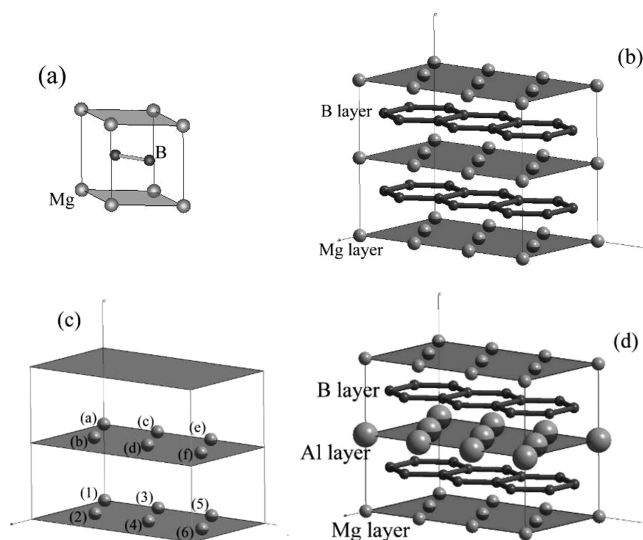 (a)
B
Mg
(b)
B layer
Mg layer
(c)
(a) (c) (e)
(b) (d) (f)
(1) (3) (5)
(2) (4) (6)
(d)
B layer
Al layer
Mg layer